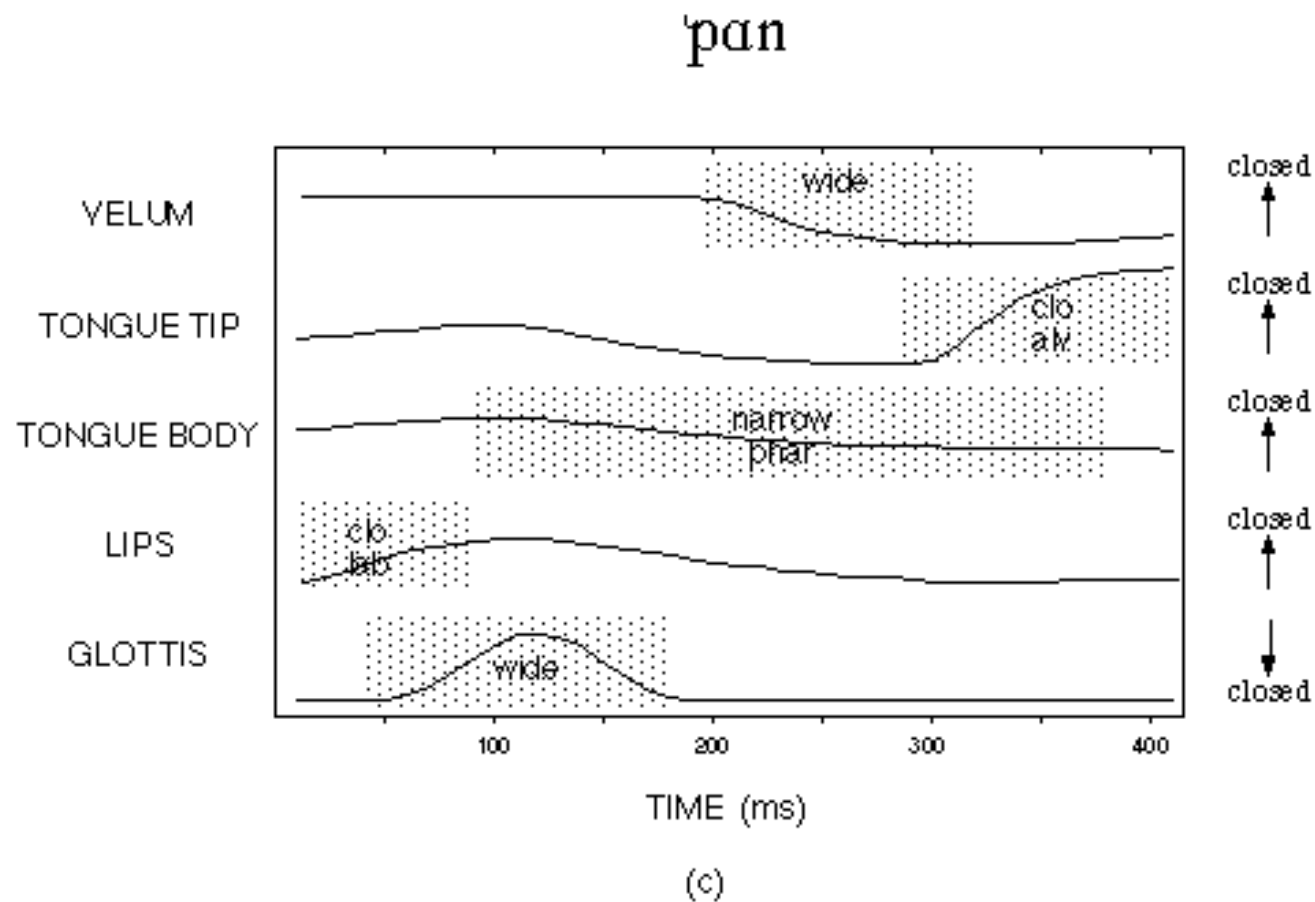 ˈpɑn
VELUM wide closed
closed
TONGUE TIP clo
alv
closed
TONGUE BODY narrow
phar
closed
LIPS clo
lab
GLOTTIS wide
closed
100 200 300 400
TIME (ms)
(c)